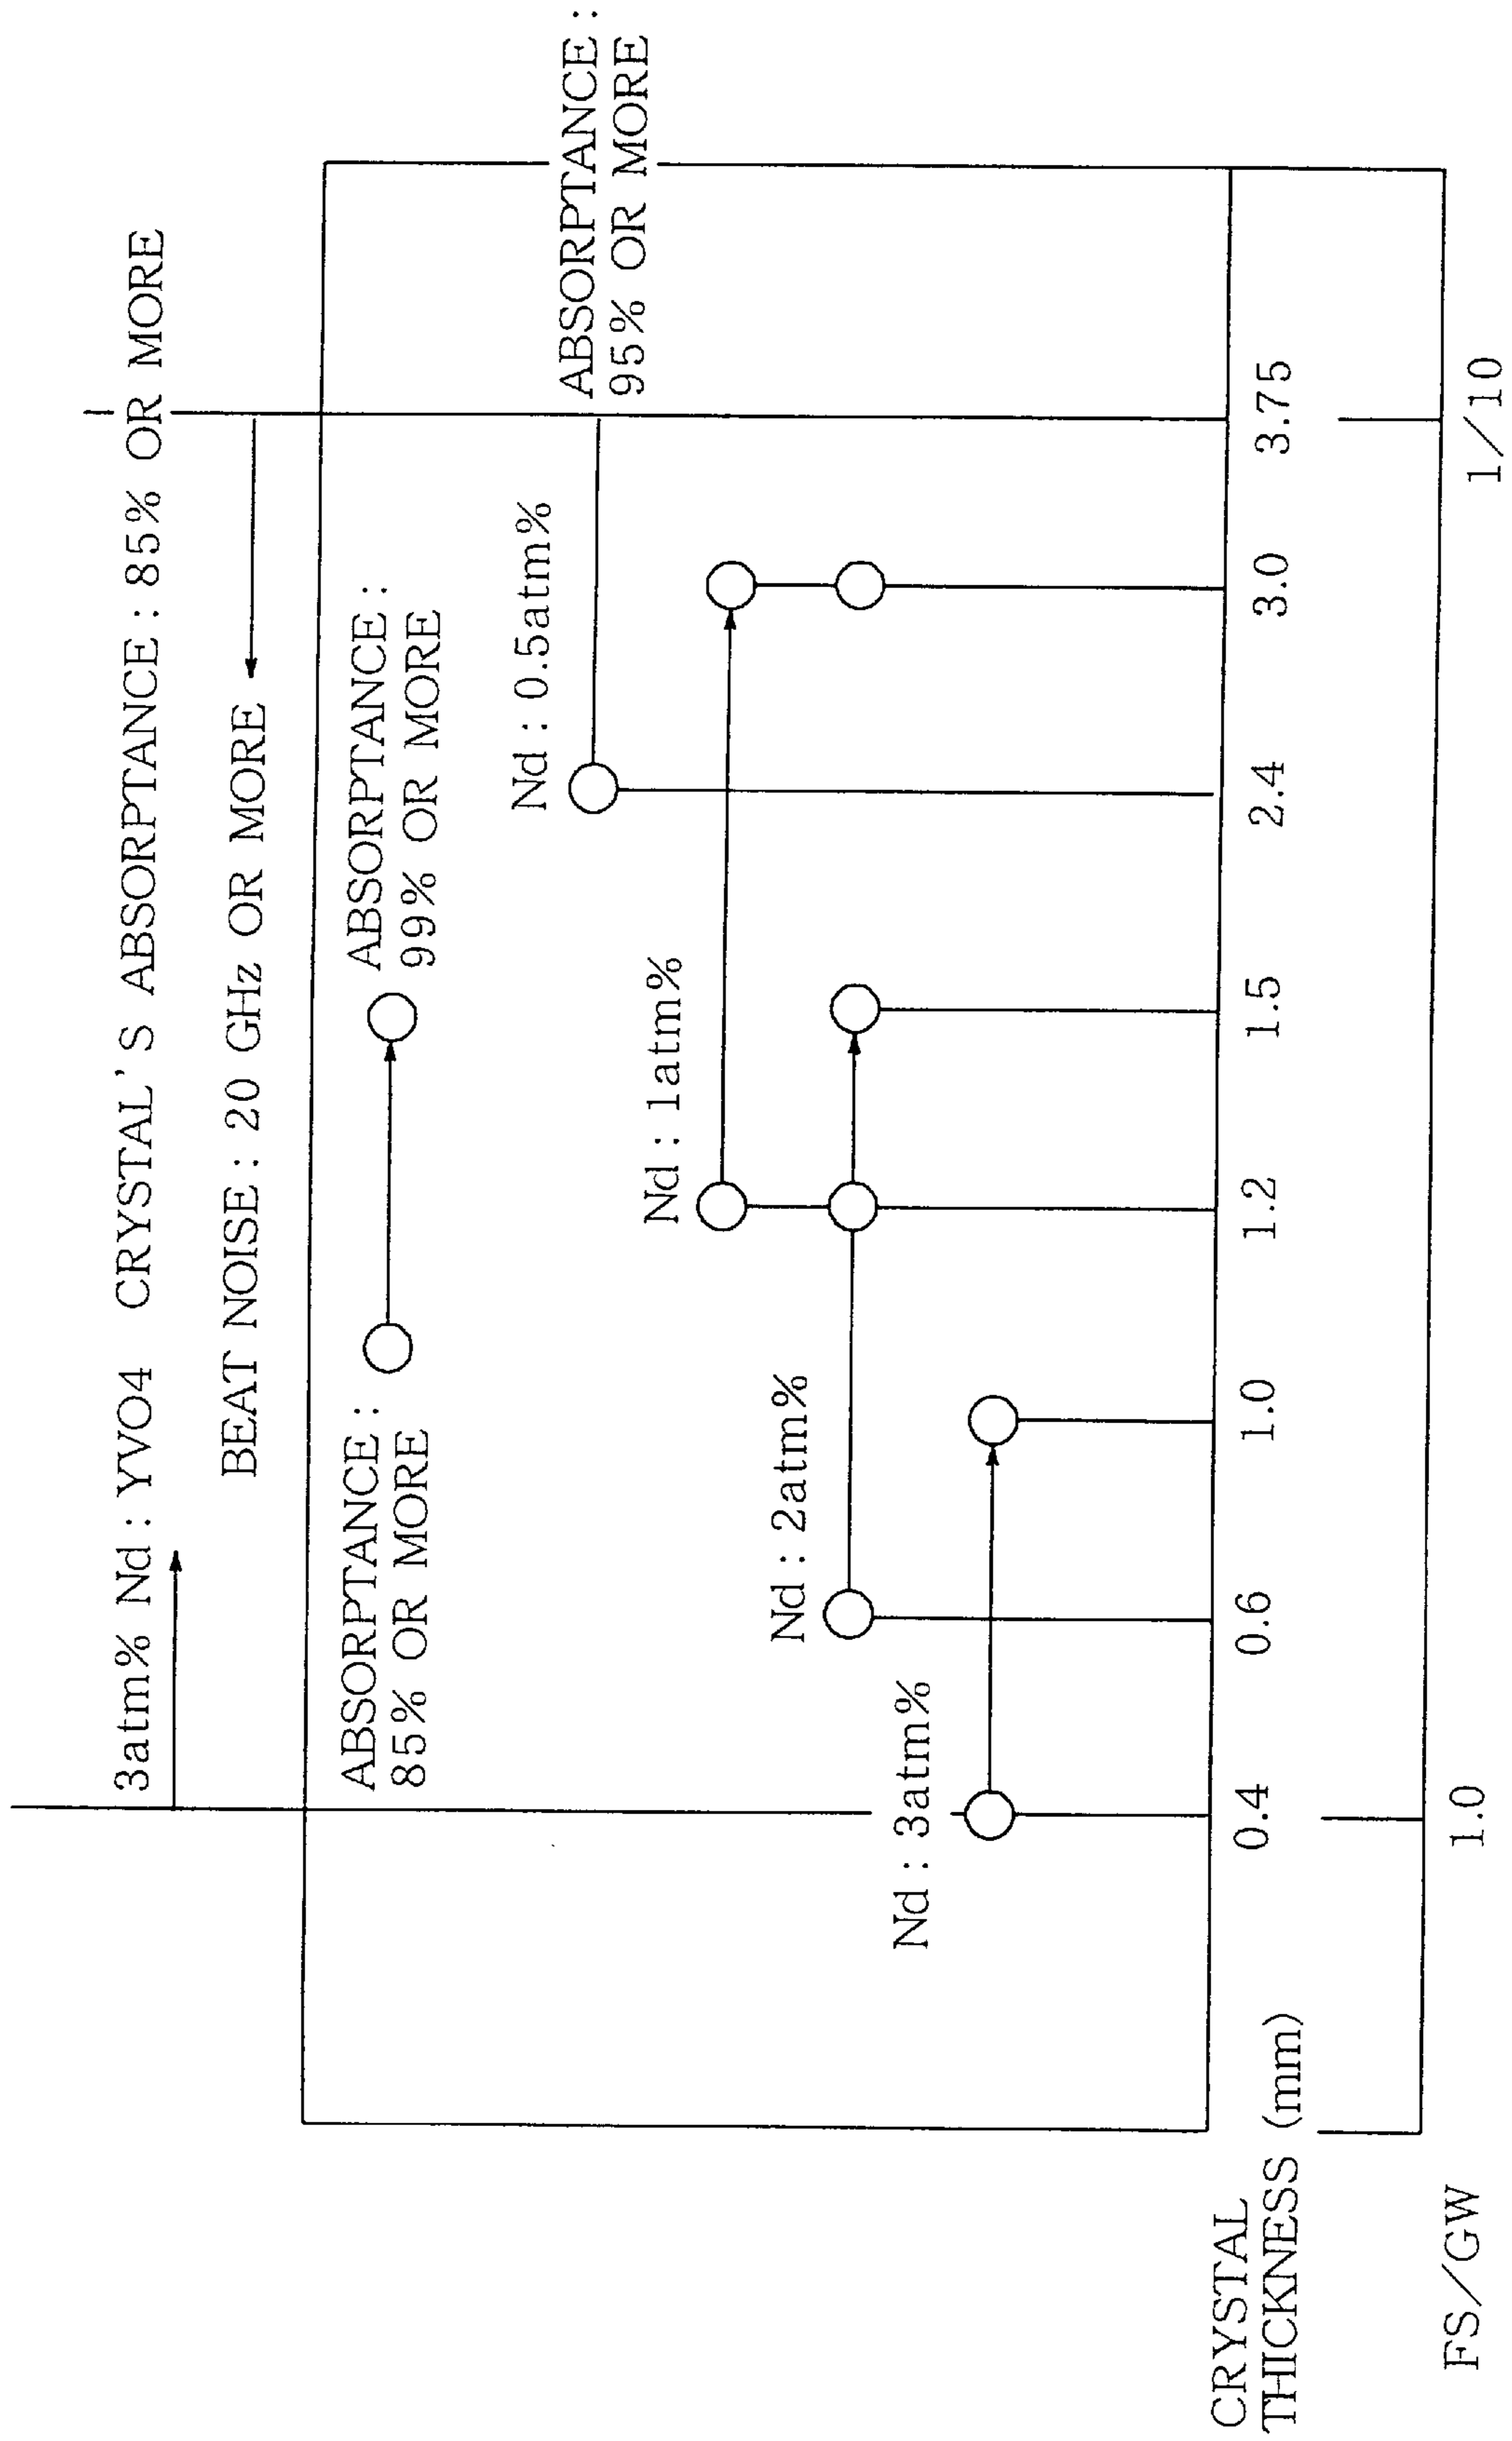 3atm% Nd : YVO4 CRYSTAL'S ABSORPTANCE : 85% OR MORE
BEAT NOISE : 20 GHz OR MORE
ABSORPTANCE :
85% OR MORE
ABSORPTANCE :
99% OR MORE
Nd : 0.5atm%
ABSORPTANCE :
95% OR MORE
Nd : 1atm%
Nd : 2atm%
Nd : 3atm%
CRYSTAL
THICKNESS (mm)
0.4 0.6 1.0 1.2 1.5 2.4 3.0 3.75
FS/GW
1.0 1/10